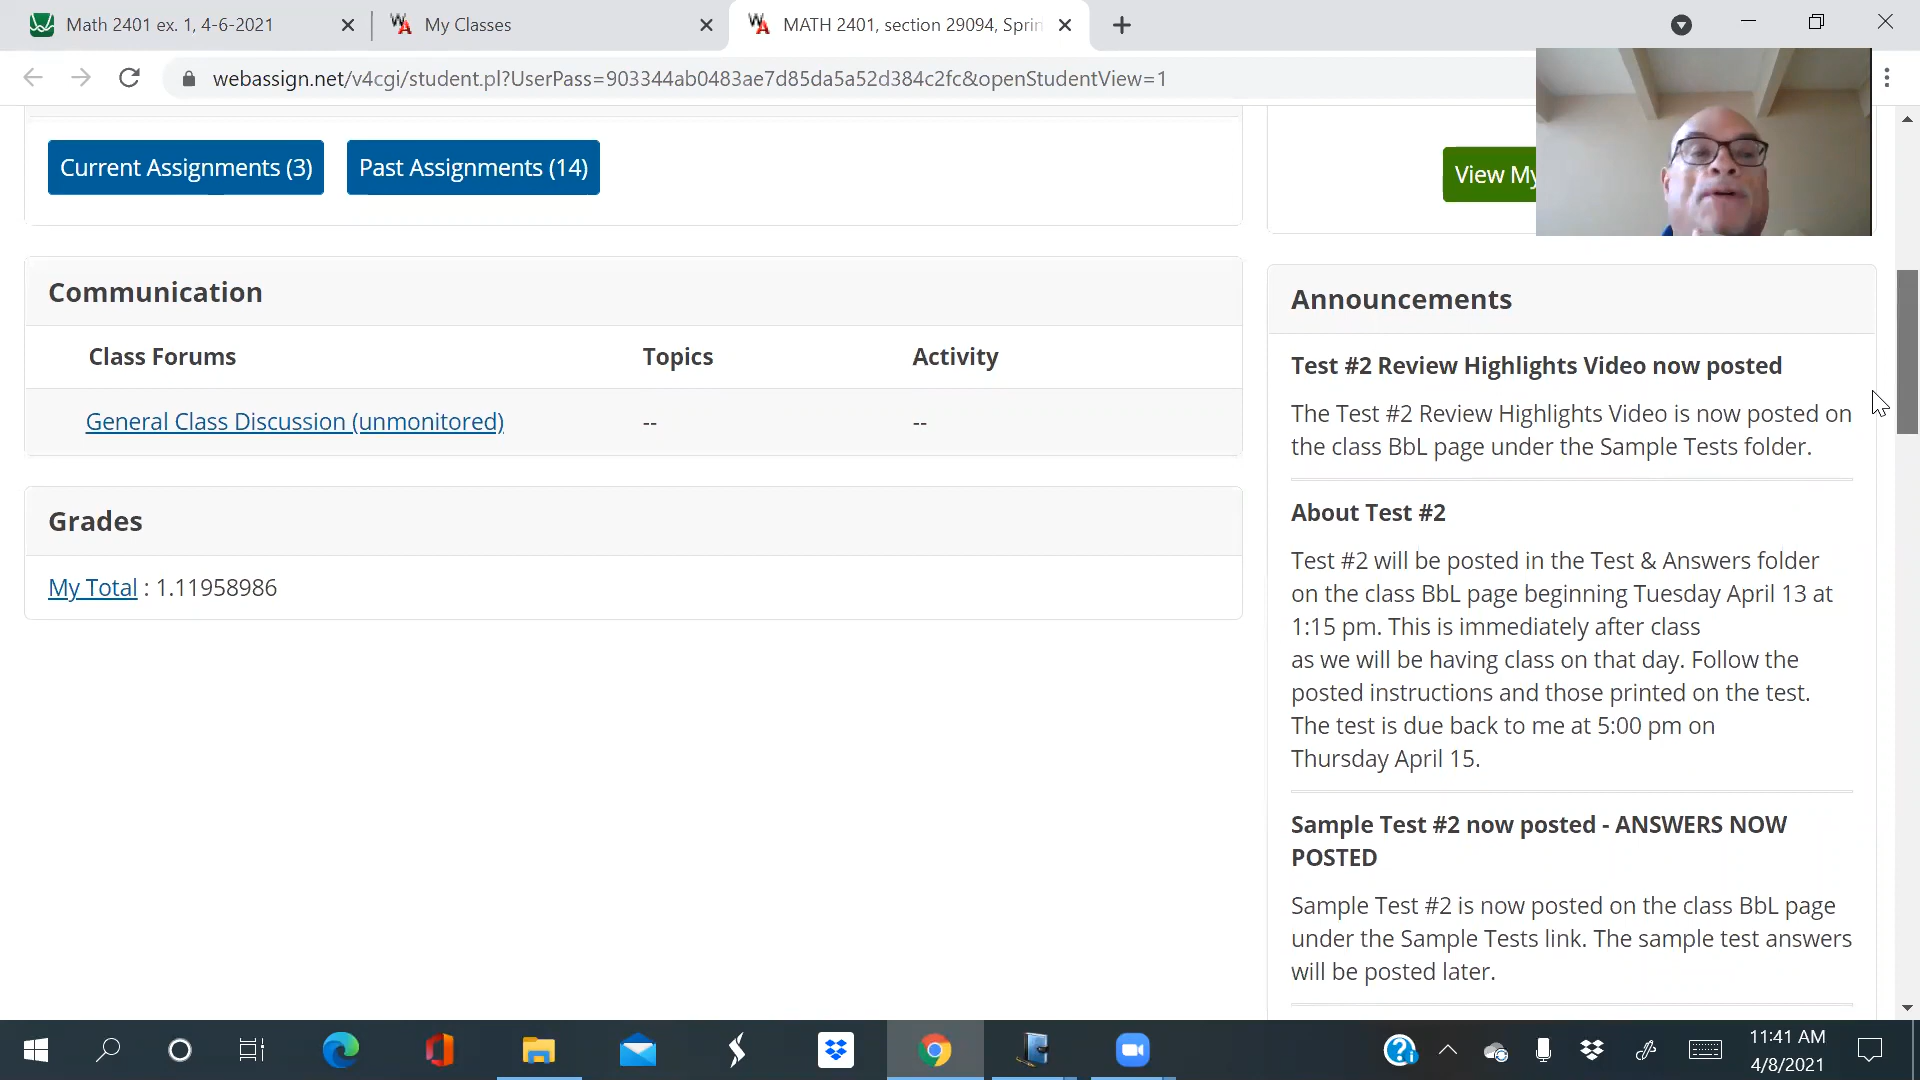 Math 2401 ex. 1, 4-6-2021
My Classes
MATH 2401, section 29094, Sprin
webassign.net/v4cgi/student.pl?UserPass=903344ab0483ae7d85da5a52d384c2fc&openStudentView=1
Current Assignments (3)
Past Assignments (14)
View My
Communication
Class Forums
Topics
Activity
General Class Discussion (unmonitored)
--
--
Grades
My Total : 1.11958986
Announcements
Test #2 Review Highlights Video now posted
The Test #2 Review Highlights Video is now posted on
the class BbL page under the Sample Tests folder.
About Test #2
Test #2 will be posted in the Test & Answers folder
on the class BbL page beginning Tuesday April 13 at
1:15 pm. This is immediately after class
as we will be having class on that day. Follow the
posted instructions and those printed on the test.
The test is due back to me at 5:00 pm on
Thursday April 15.
Sample Test #2 now posted - ANSWERS NOW
POSTED
Sample Test #2 is now posted on the class BbL page
under the Sample Tests link. The sample test answers
will be posted later.
11:41 AM
4/8/2021